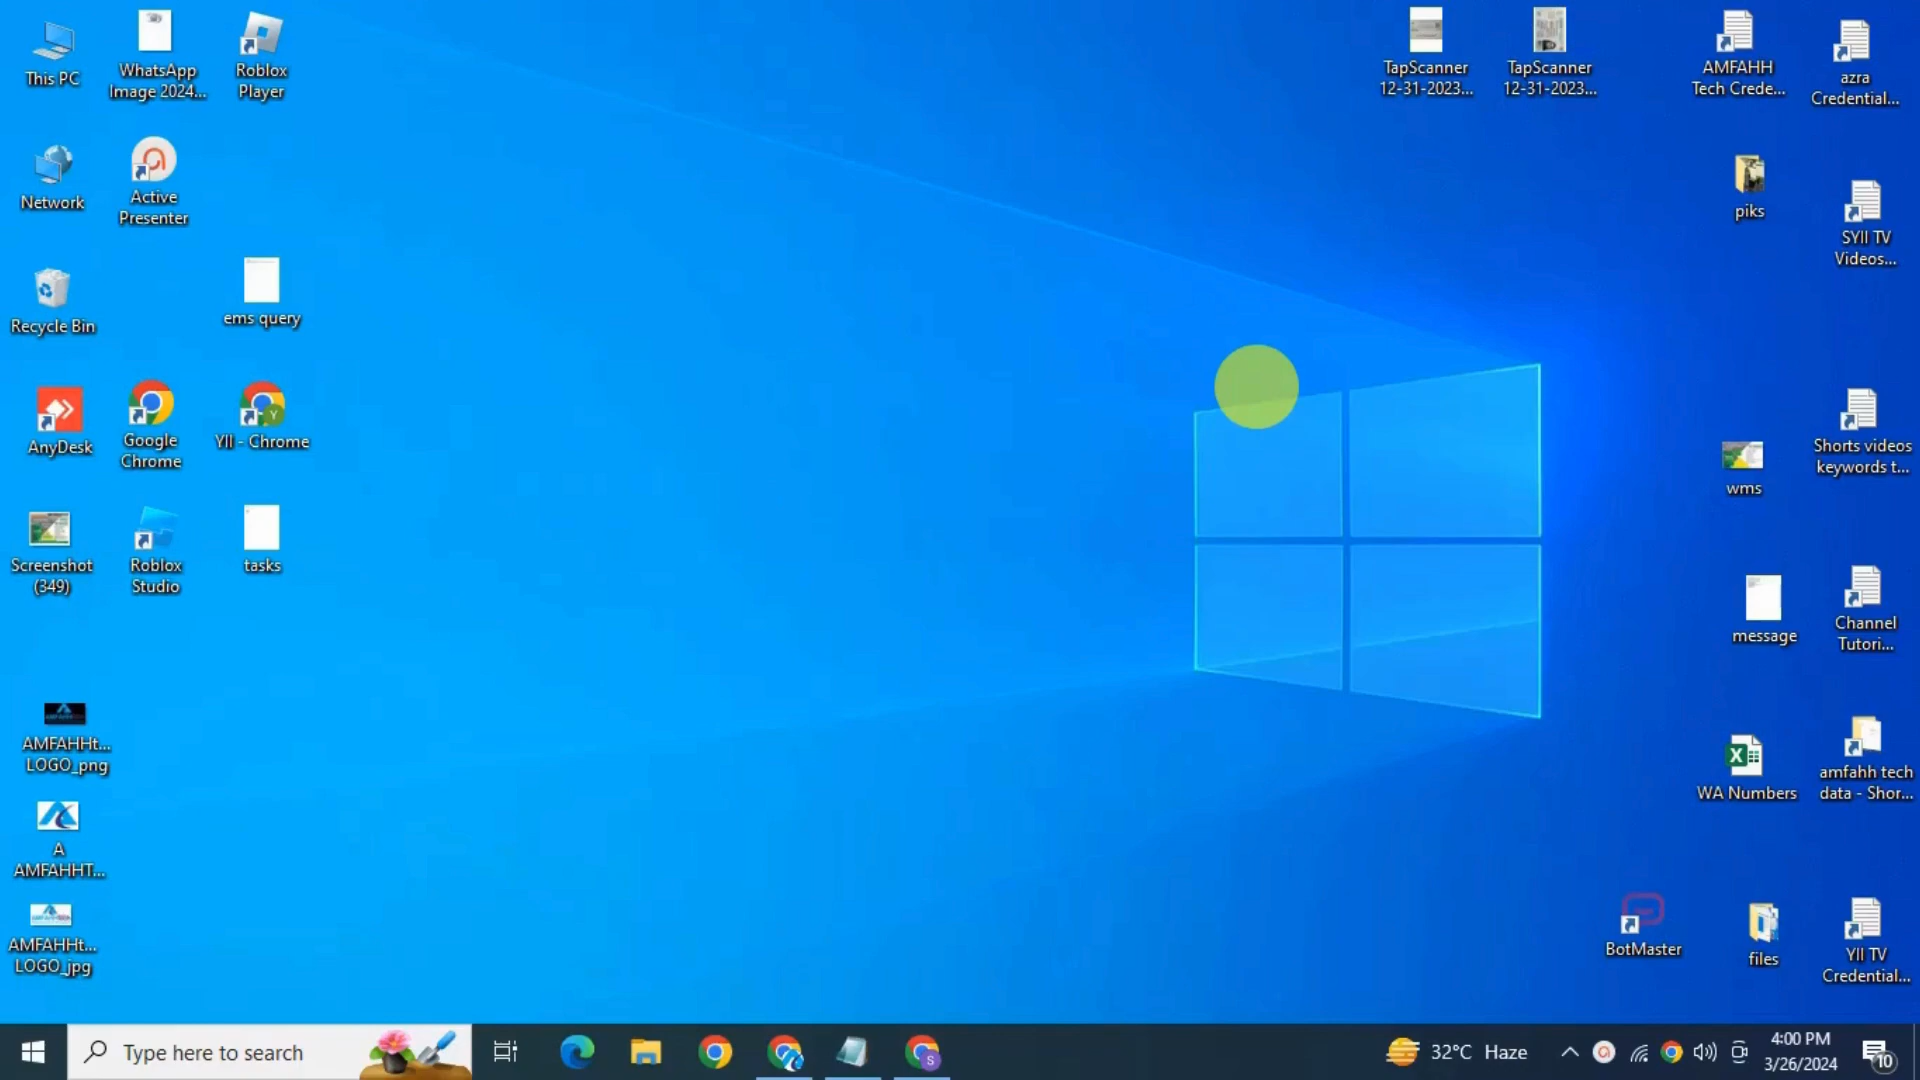 This PC
WhatsApp
Image 2024...
Roblox
Player
TapScanner
12-31-2023...
TapScanner
12-31-2023...
AMFAHH
Tech Crede...
azra
Credential...
Network
Active
Presenter
piks
SYII TV
Videos...
Recycle Bin
ems query
AnyDesk
Google
Chrome
YII - Chrome
wms
Shorts videos
keywords t...
Screenshot
(349)
Roblox
Studio
tasks
message
Channel
Tutori...
AMFAHHt...
LOGO_png
WA Numbers
amfahh tech
data - Shor...
A
AMFAHHT...
AMFAHHt...
LOGO_jpg
BotMaster
files
YII TV
Credential...
Type here to search
32°C Haze
4:00 PM
3/26/2024
10